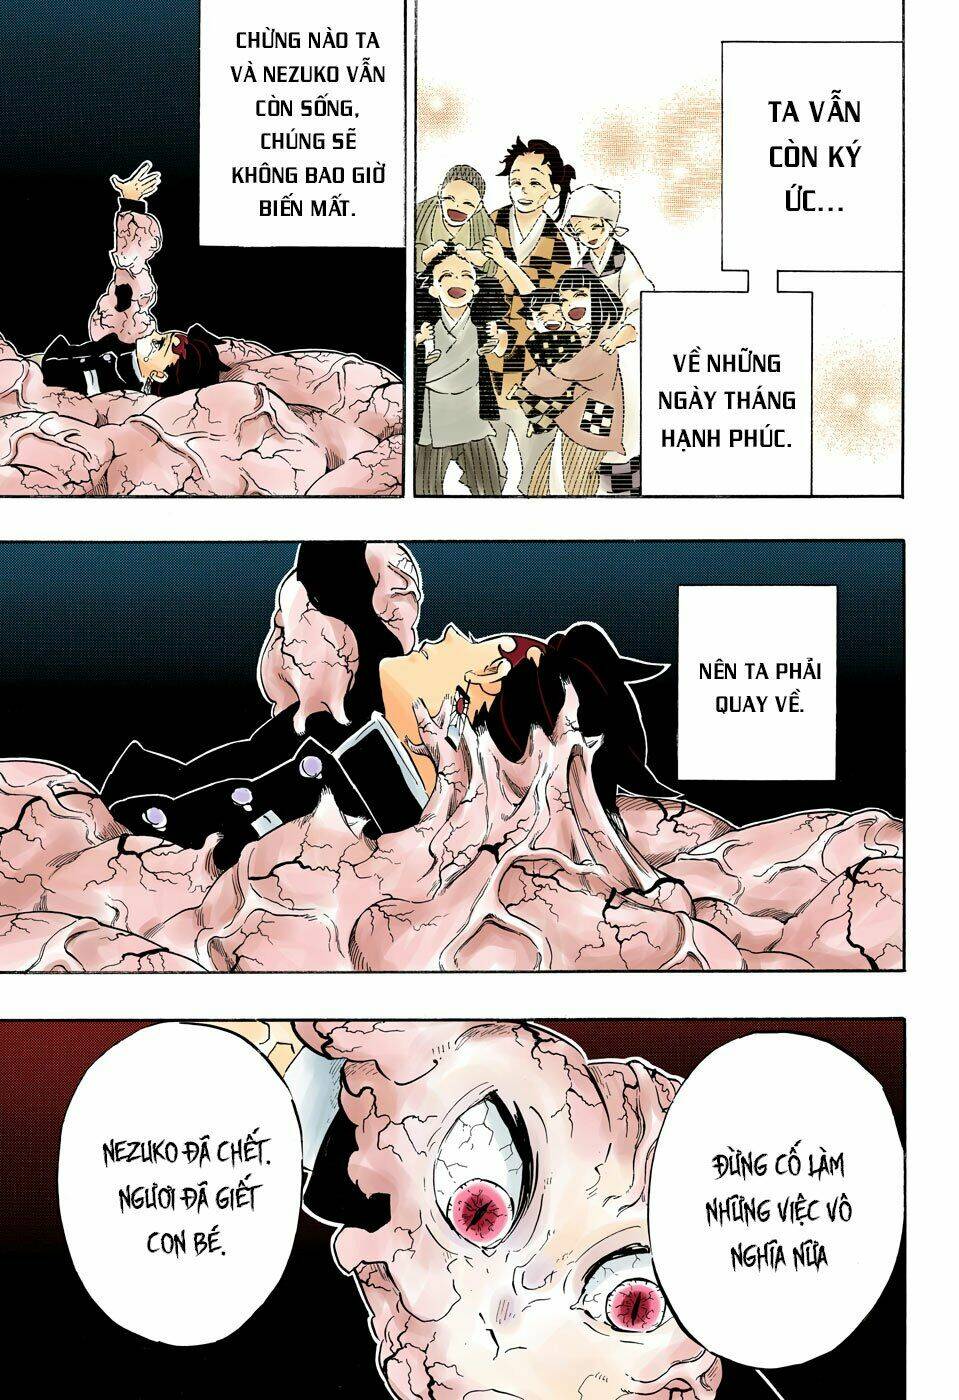 TA VẪN
CÒN KÝ
ỨC...
VỀ NHỮNG
NGÀY THÁNG
HẠNH PHÚC.
CHỪNG NÀO TA
VÀ NEZUKO VẪN
CÒN SỐNG,
CHÚNG SẼ
KHÔNG BAO GIỜ
BIẾN MẤT.
NÊN TA PHẢI
QUAY VỀ.
ĐỪNG CỐ LÀM
NHỮNG VIỆC VÔ
NGHĨA NỮA
NEZUKO ĐÃ CHẾT.
NGƯƠI ĐÃ GIẾT
CON BÉ.